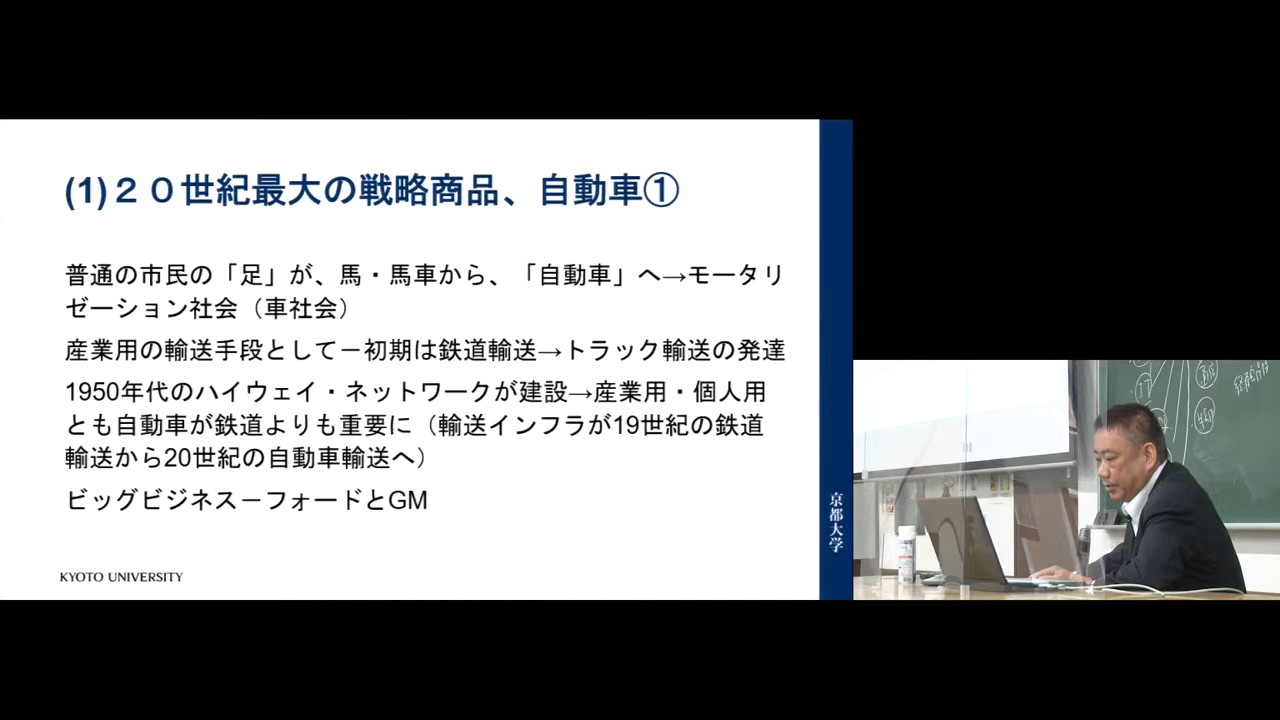 (1)２０世紀最大の戦略商品、自動車①
普通の市民の「足」が、馬・馬車から、「自動車」へ→モータリ
ゼーション社会（車社会）
産業用の輸送手段として－初期は鉄道輸送→トラック輸送の発達
1950年代のハイウェイ・ネットワークが建設→産業用・個人用
とも自動車が鉄道よりも重要に（輸送インフラが19世紀の鉄道
輸送から20世紀の自動車輸送へ）
ビッグビジネス－フォードとGM
KYOTO UNIVERSITY
京都大学